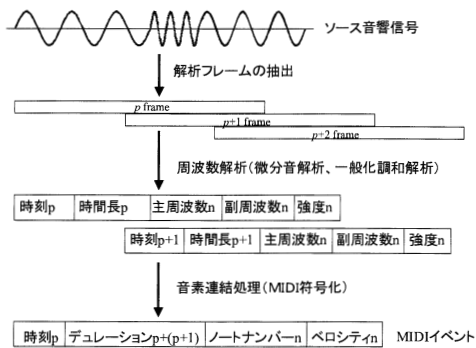 ソース音響信号
解析フレームの抽出
p frame
p+1 frame
p+2 frame
周波数解析(微分音解析、一般化調和解析)
時刻p 時間長p 主周波数n 副周波数n 強度n
時刻p+1 時間長p+1 主周波数n 副周波数n 強度n
音素連結処理(MIDI符号化)
時刻p デュレーションp+(p+1) ノートナンバーn ベロシティn MIDIイベント